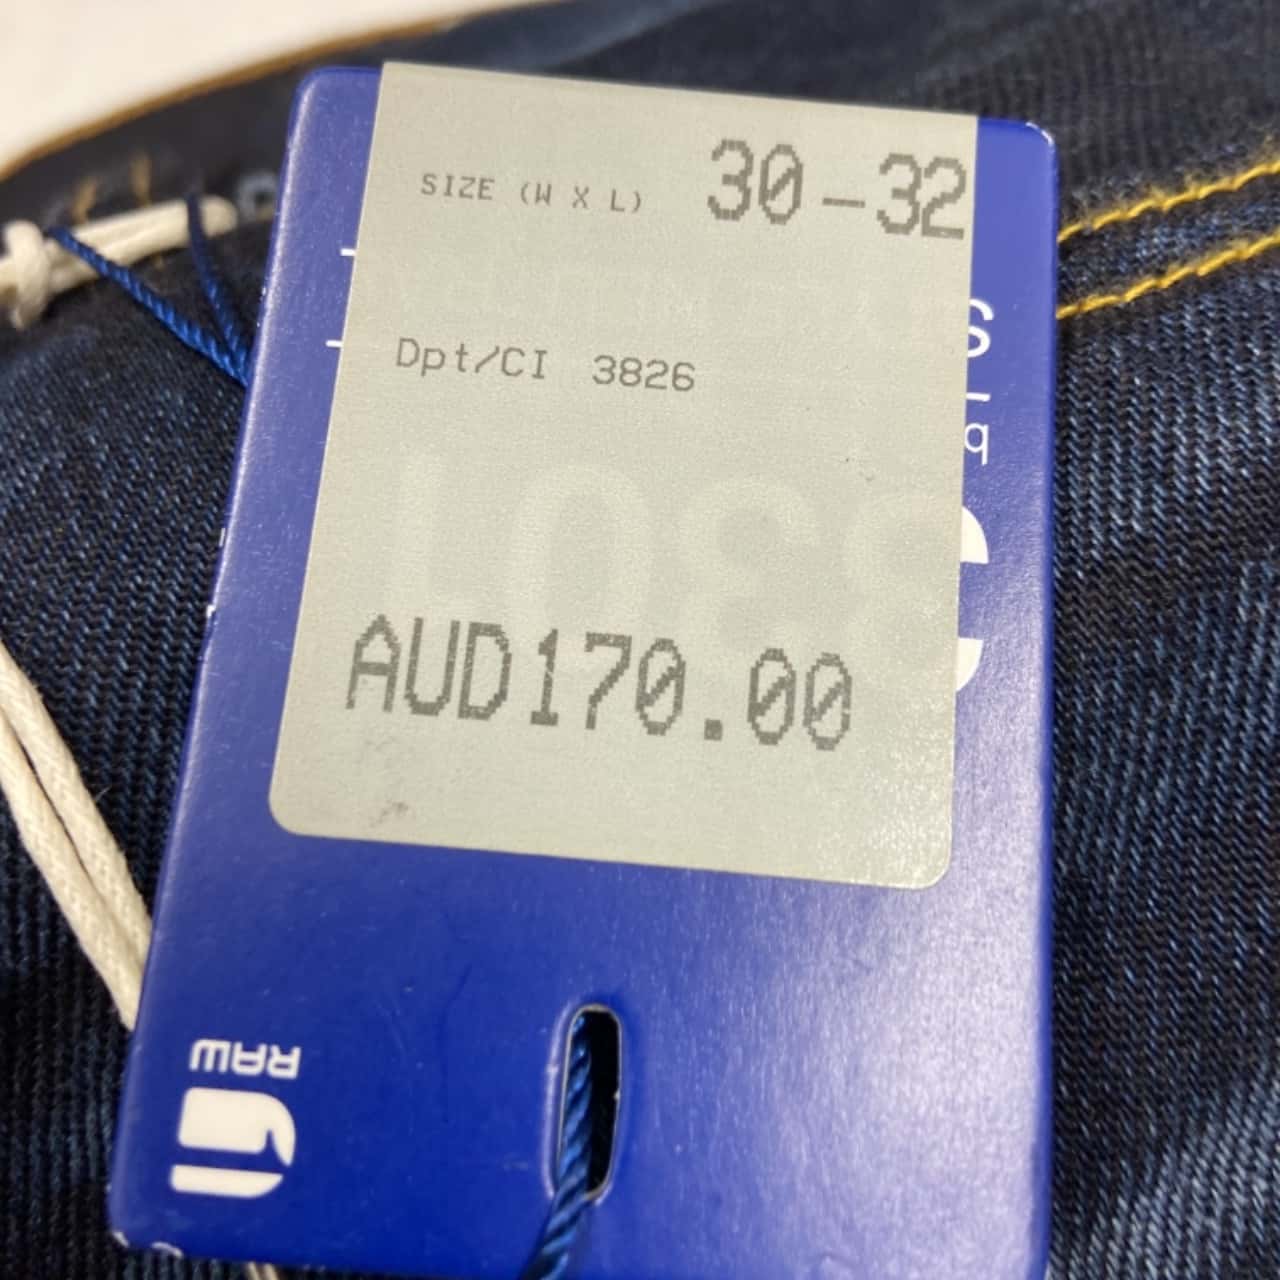 SIZE (W X L) 30-32
Dpt/CI 3826
AUD170.00
RAW
G